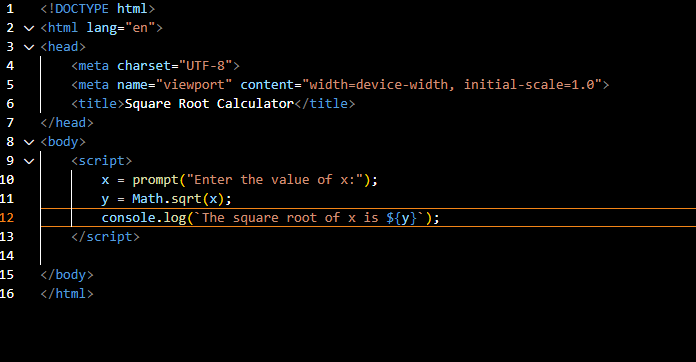 1 <!DOCTYPE html>
2 <html lang="en">
3 <head>
4 <meta charset="UTF-8">
5 <meta name="viewport" content="width=device-width, initial-scale=1.0">
6 <title>Square Root Calculator</title>
7 </head>
8 <body>
9 <script>
10 x = prompt("Enter the value of x:");
11 y = Math.sqrt(x);
12 console.log(`The square root of x is ${y}`);
13 </script>
14
15 </body>
16 </html>